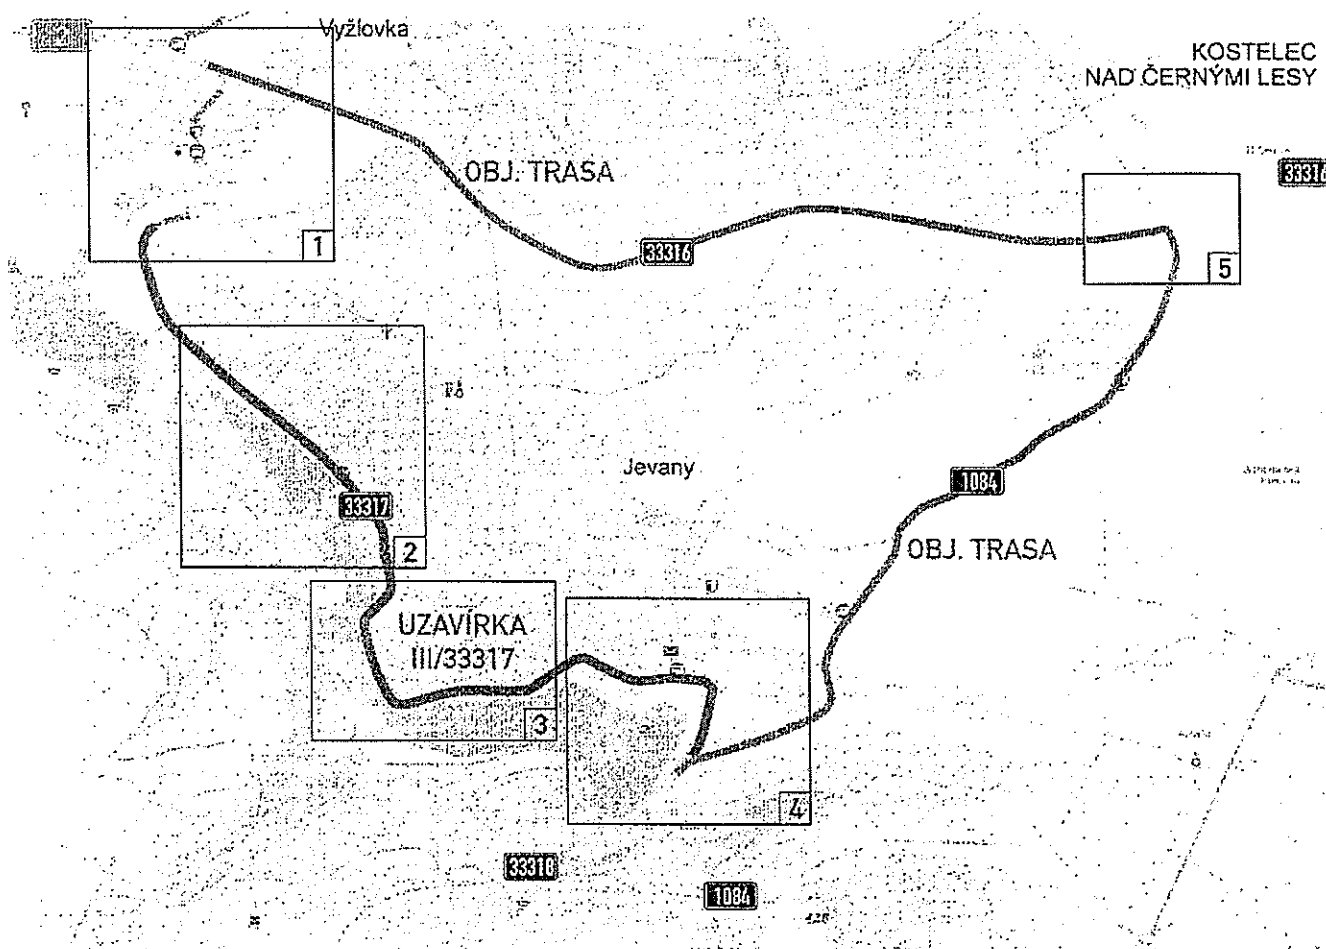 Vyžlovka
KOSTELEC
NAD ČERNÝMI LESY
OBJ. TRASA
33316
33316
1
5
Jevany
1084
33317
2
OBJ. TRASA
UZAVÍRKA
III/33317
3
4
33318
1084